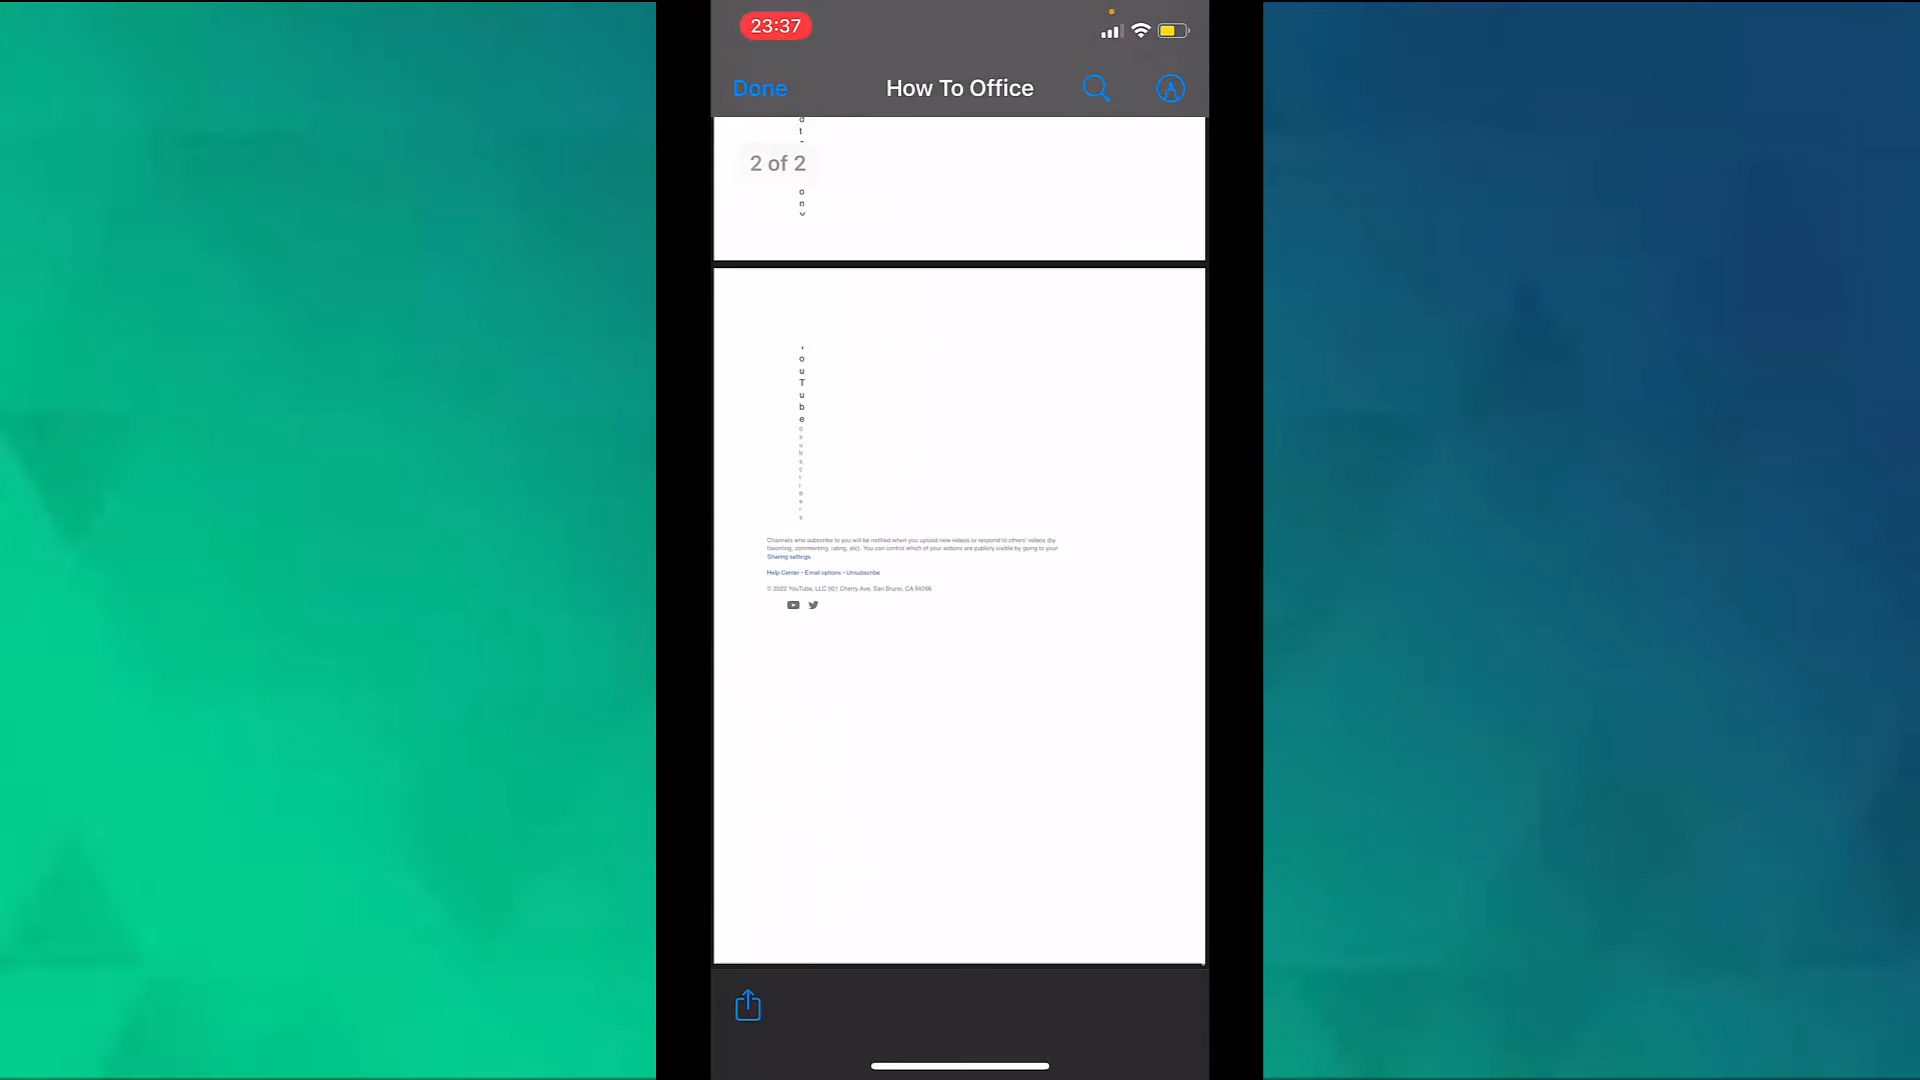 23:37
Done
How To Office
2 of 2
t
o
n
y
o
u
T
u
b
e
0
s
u
b
s
c
r
i
b
e
r
s
Channels who subscribe to you will be notified when you upload new videos or respond to others' videos (by
favoriting, commenting, rating, etc). You can control which of your actions are publicly visible by going to your
Sharing settings.
Help Center • Email options • Unsubscribe
© 2022 YouTube, LLC 901 Cherry Ave, San Bruno, CA 94066